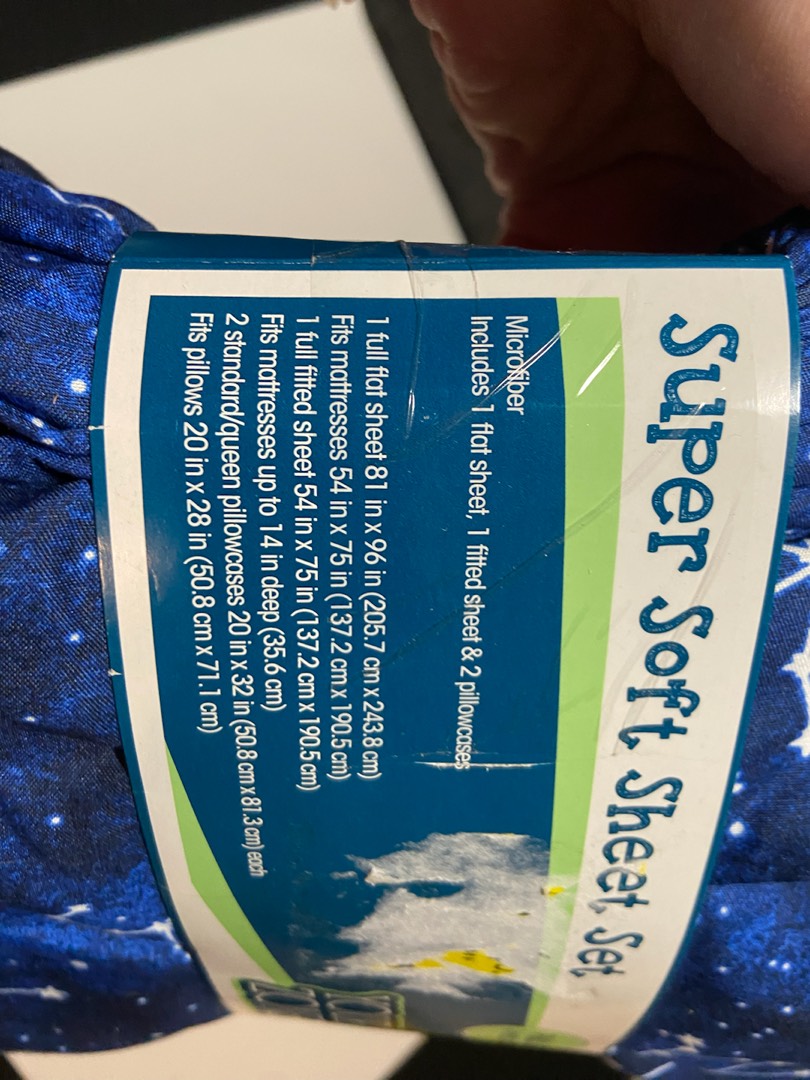 Super Soft Sheet Set
Microfiber
Includes 1 flat sheet, 1 fitted sheet & 2 pillowcases
1 full flat sheet 81 in x 96 in (205.7 cm x 243.8 cm)
Fits mattresses 54 in x 75 in (137.2 cm x 190.5 cm)
1 full fitted sheet 54 in x 75 in (137.2 cm x 190.5 cm)
Fits mattresses up to 14 in deep (35.6 cm)
2 standard/queen pillowcases 20 in x 32 in (50.8 cm x 81.3 cm) each
Fits pillows 20 in x 28 in (50.8 cm x 71.1 cm)